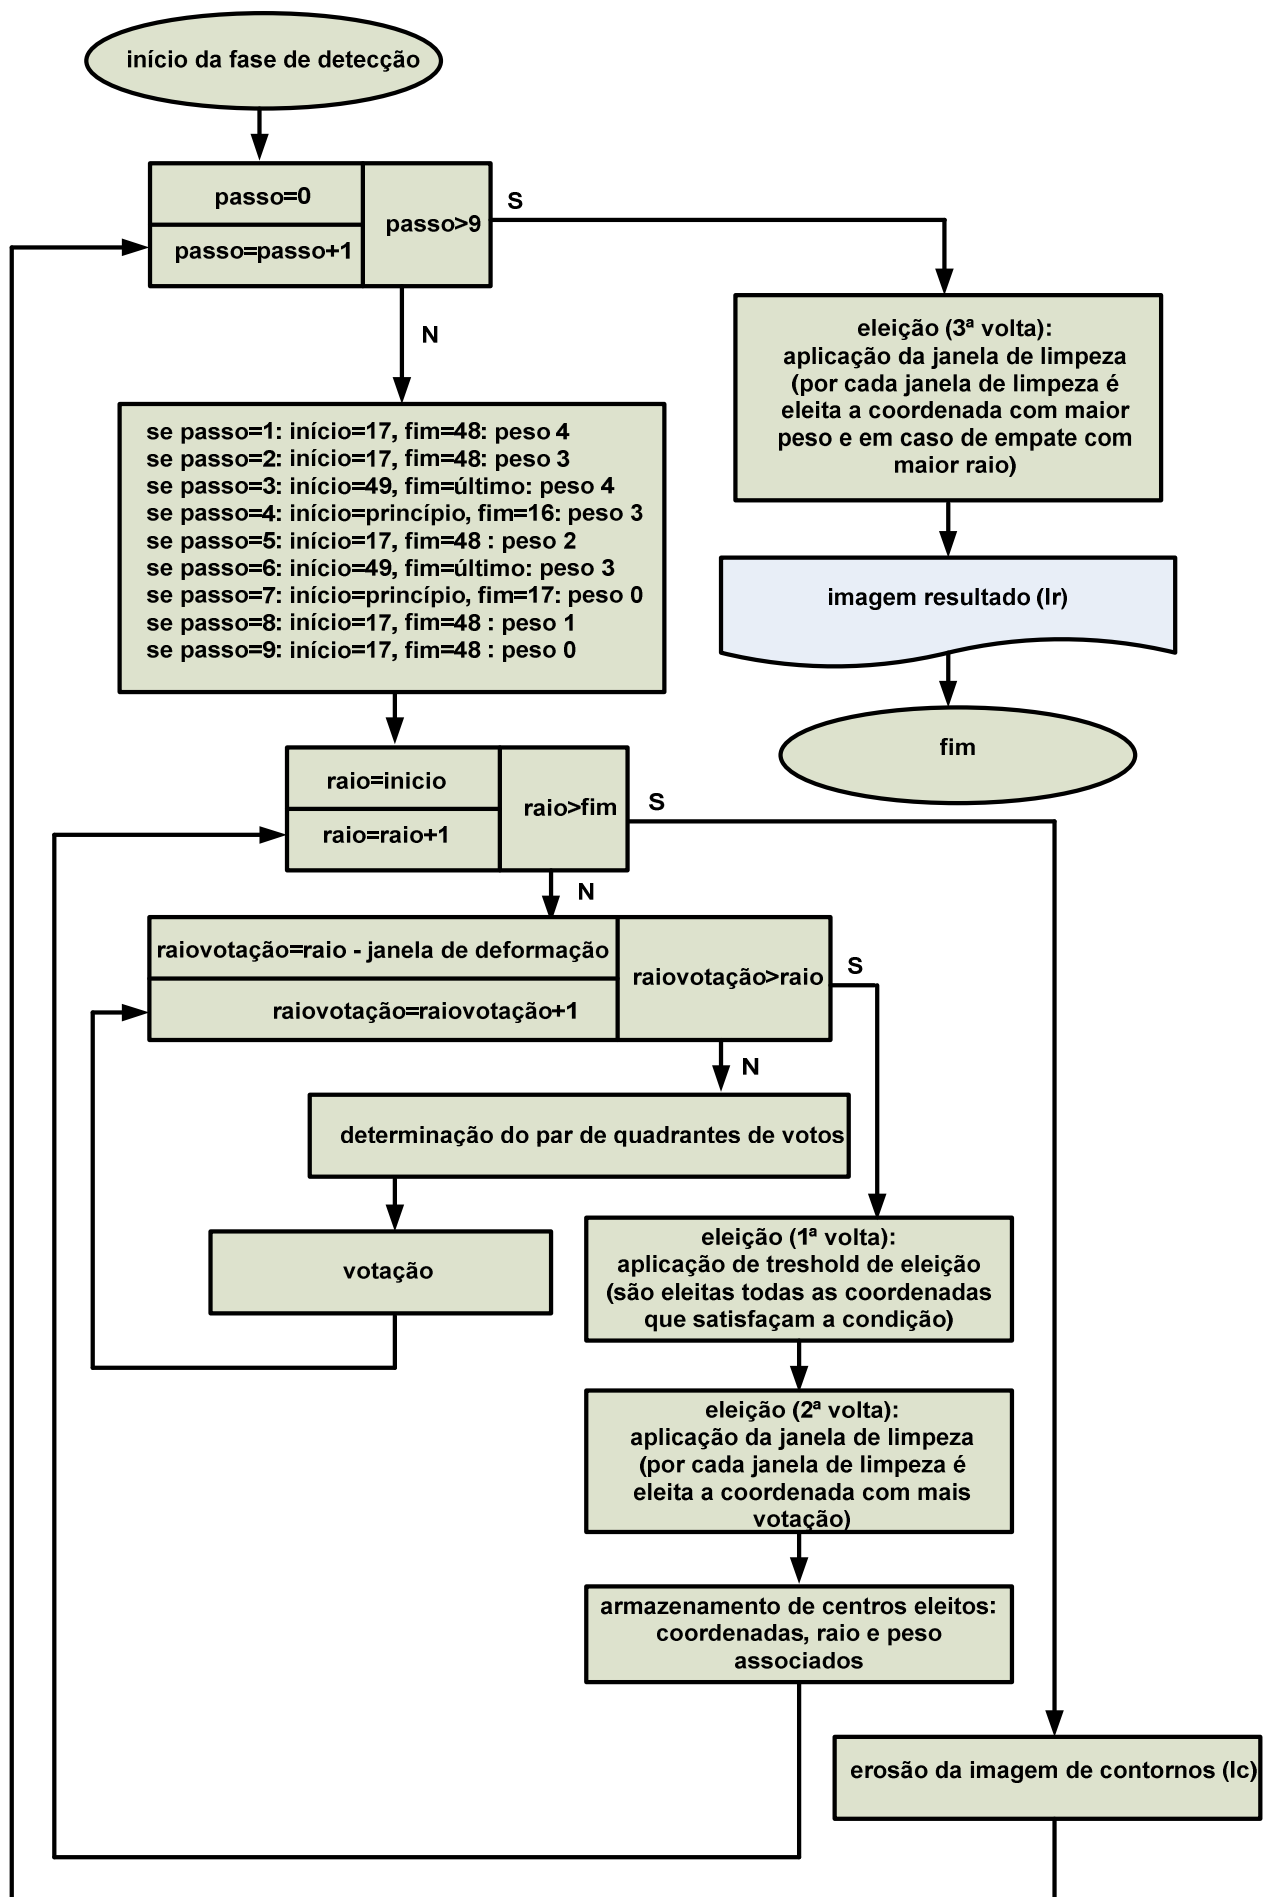 início da fase de detecção
passo=0
passo=passo+1
passo>9
S
N
eleição (3ª volta):
aplicação da janela de limpeza
(por cada janela de limpeza é
eleita a coordenada com maior
peso e em caso de empate com
maior raio)
se passo=1: início=17, fim=48: peso 4
se passo=2: início=17, fim=48: peso 3
se passo=3: início=49, fim=último: peso 4
se passo=4: início=princípio, fim=16: peso 3
se passo=5: início=17, fim=48 : peso 2
se passo=6: início=49, fim=último: peso 3
se passo=7: início=princípio, fim=17: peso 0
se passo=8: início=17, fim=48 : peso 1
se passo=9: início=17, fim=48 : peso 0
imagem resultado (Ir)
fim
raio=inicio
raio=raio+1
raio>fim
S
N
raiovotação=raio - janela de deformação
raiovotação=raiovotação+1
raiovotação>raio
S
N
determinação do par de quadrantes de votos
votação
eleição (1ª volta):
aplicação de treshold de eleição
(são eleitas todas as coordenadas
que satisfaçam a condição)
eleição (2ª volta):
aplicação da janela de limpeza
(por cada janela de limpeza é
eleita a coordenada com mais
votação)
armazenamento de centros eleitos:
coordenadas, raio e peso
associados
erosão da imagem de contornos (Ic)